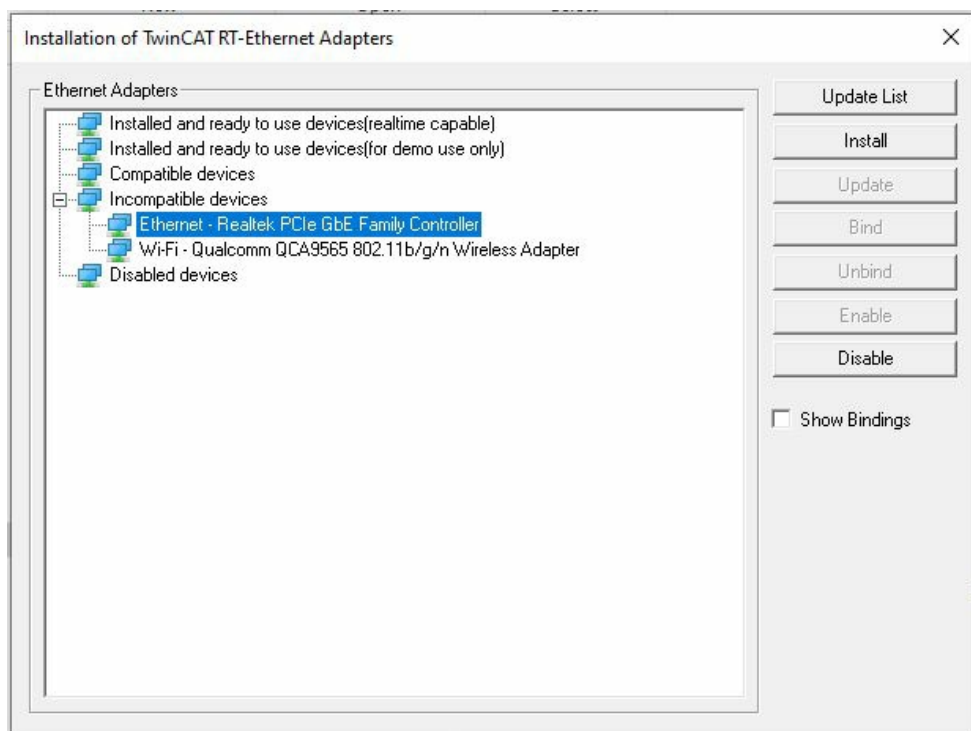 Installation of TwinCAT RT-Ethernet Adapters
Ethernet Adapters
Installed and ready to use devices(realtime capable)
Installed and ready to use devices(for demo use only)
Compatible devices
Incompatible devices
Ethernet - Realtek PCIe GbE Family Controller
Wi-Fi - Qualcomm QCA9565 802.11b/g/n Wireless Adapter
Disabled devices
Update List
Install
Update
Bind
Unbind
Enable
Disable
Show Bindings